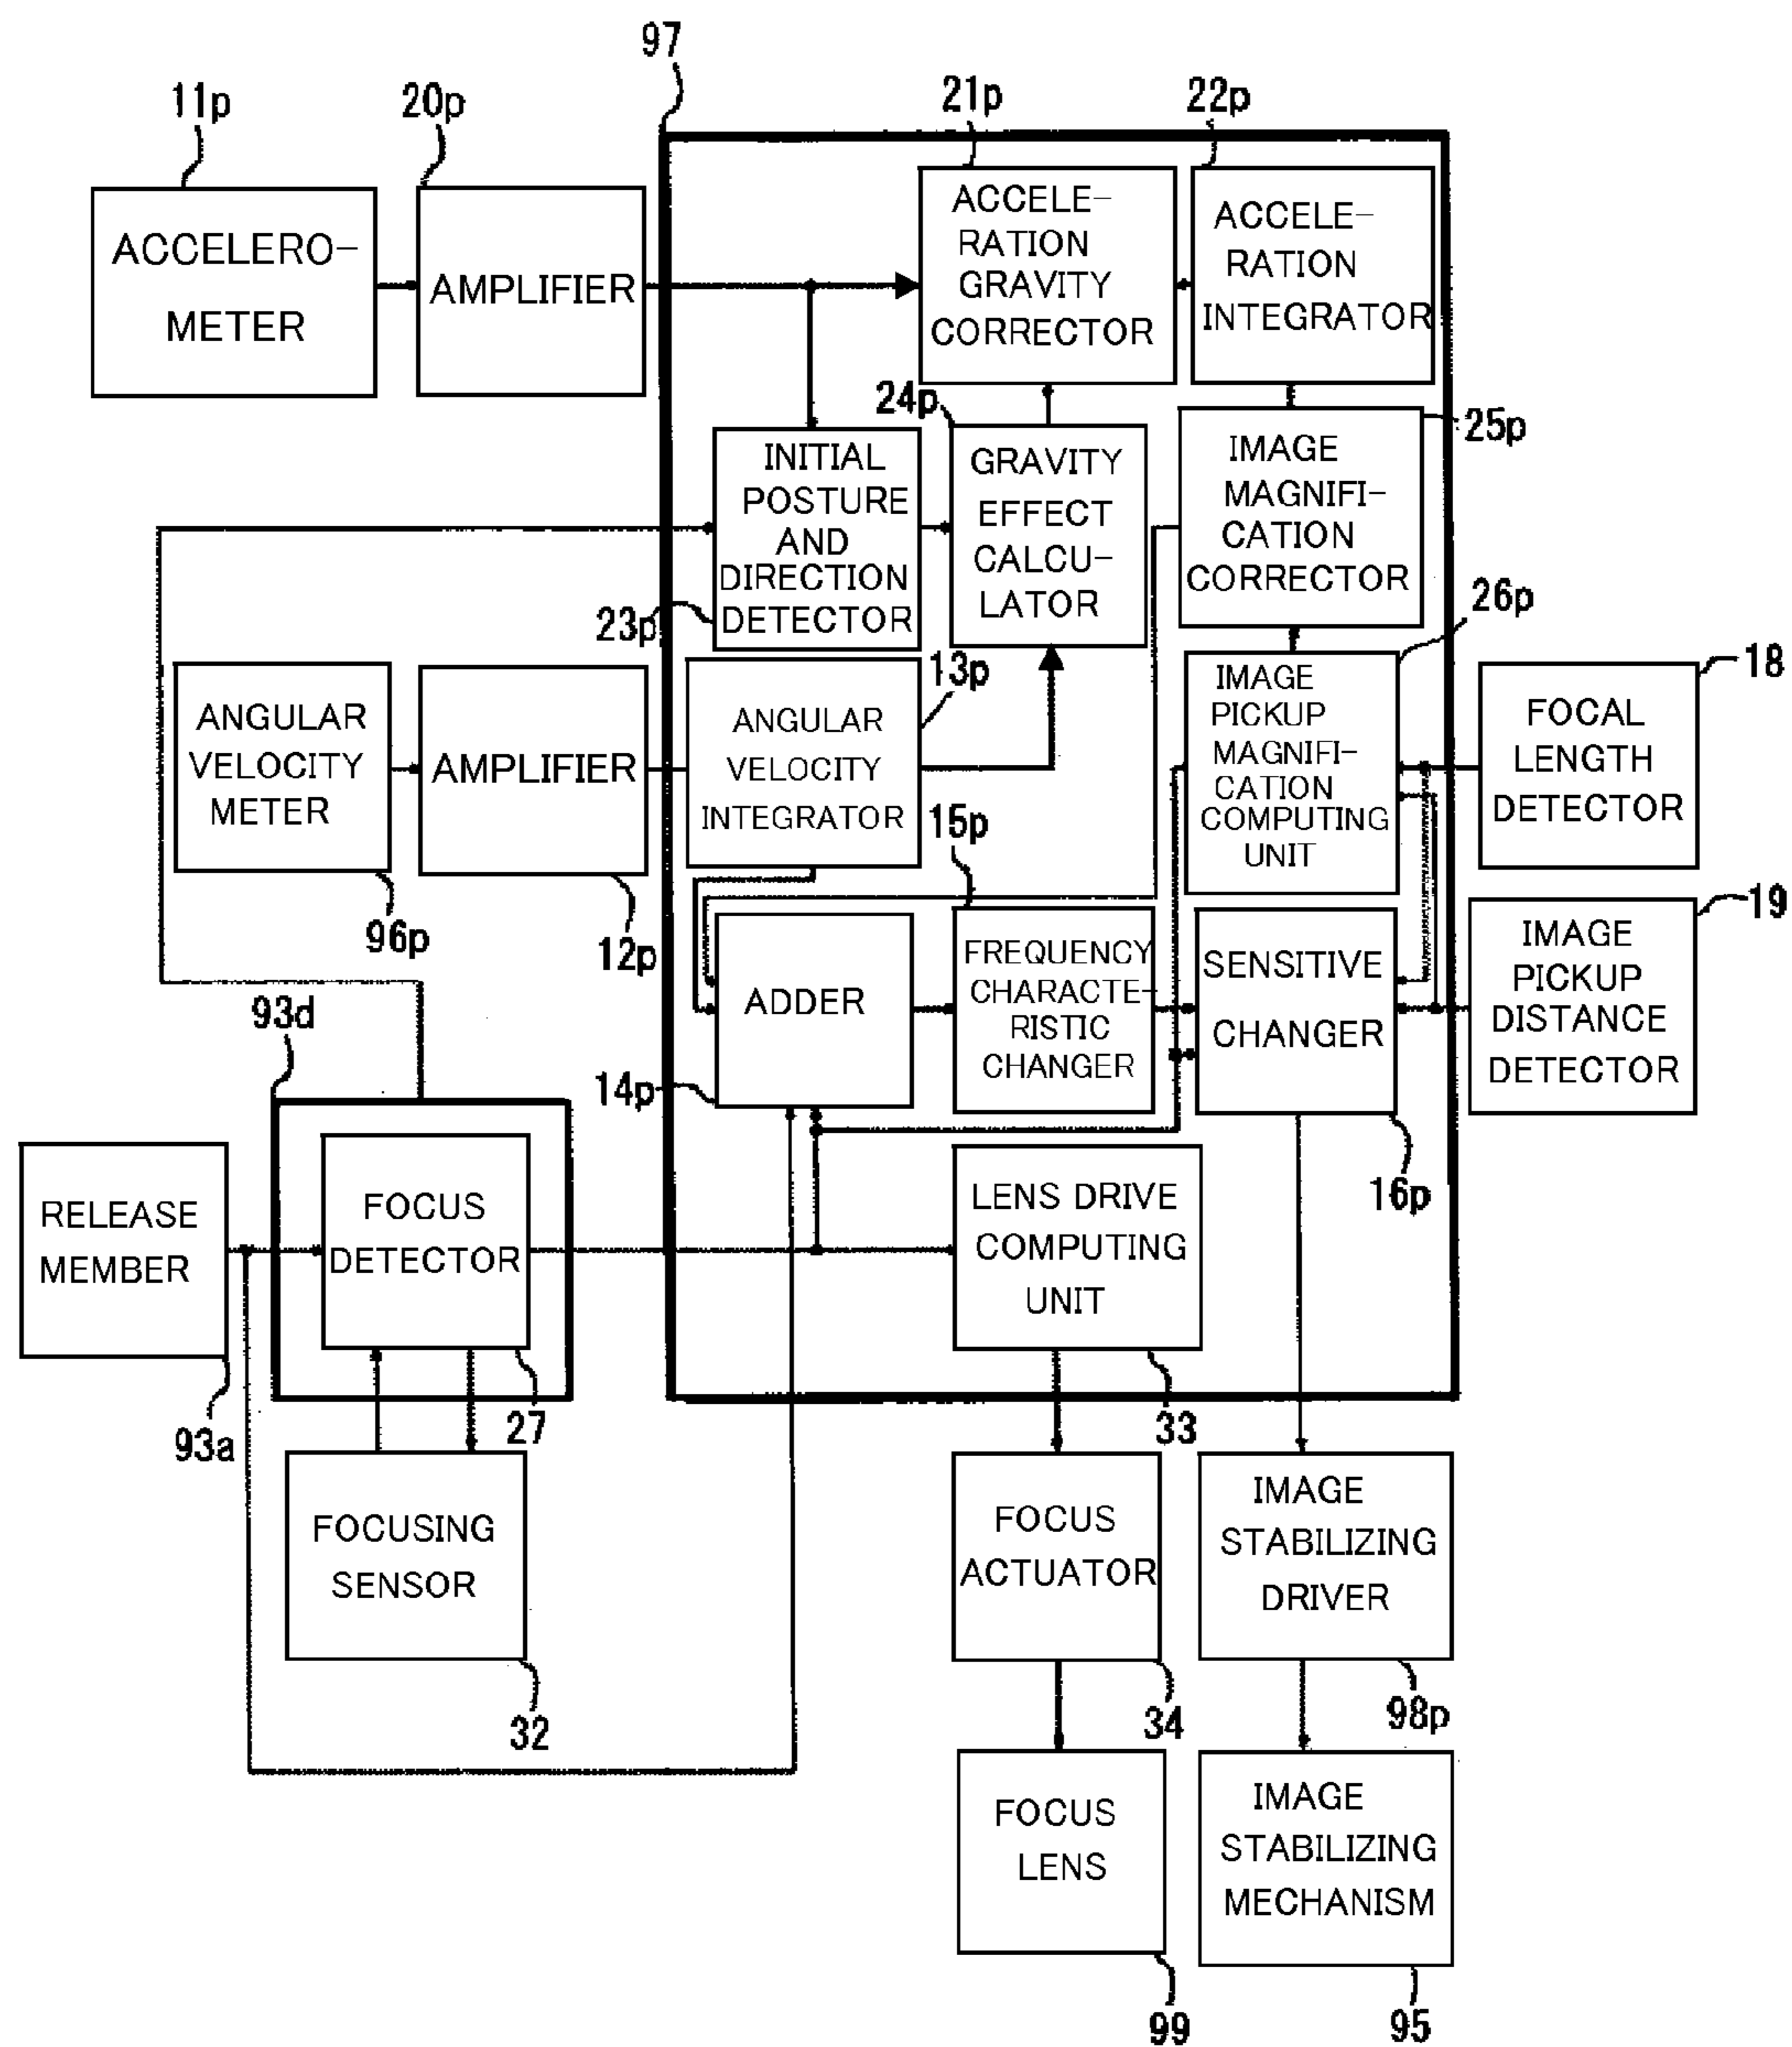 97
11p
20p
21p
22p
ACCELERO-
METER
AMPLIFIER
ACCELE-
RATION
GRAVITY
CORRECTOR
ACCELE-
RATION
INTEGRATOR
24p
25p
INITIAL
POSTURE
AND
DIRECTION
DETECTOR
23p
GRAVITY
EFFECT
CALCU-
LATOR
IMAGE
MAGNIFI-
CATION
CORRECTOR
26p
13p
18
ANGULAR
VELOCITY
METER
AMPLIFIER
ANGULAR
VELOCITY
INTEGRATOR
IMAGE
PICKUP
MAGNIFI-
CATION
COMPUTING
UNIT
FOCAL
LENGTH
DETECTOR
15p
96p
12p
19
93d
ADDER
FREQUENCY
CHARACTE-
RISTIC
CHANGER
SENSITIVE
CHANGER
IMAGE
PICKUP
DISTANCE
DETECTOR
14p
16p
RELEASE
MEMBER
FOCUS
DETECTOR
LENS DRIVE
COMPUTING
UNIT
93a
27
33
FOCUSING
SENSOR
FOCUS
ACTUATOR
IMAGE
STABILIZING
DRIVER
32
34
98p
FOCUS
LENS
IMAGE
STABILIZING
MECHANISM
99
95